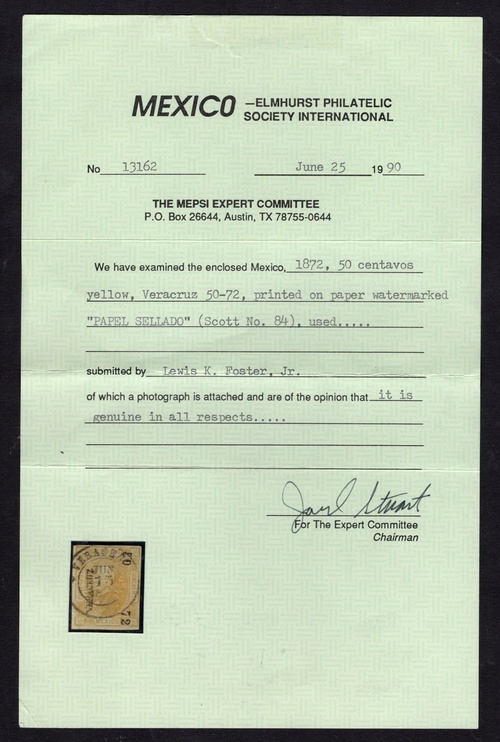 MEXICO —ELMHURST PHILATELIC
SOCIETY INTERNATIONAL
No 13162 June 25 19 90
THE MEPSI EXPERT COMMITTEE
P.O. Box 26644, Austin, TX 78755-0644
We have examined the enclosed Mexico, 1872, 50 centavos
yellow, Veracruz 50-72, printed on paper watermarked
"PAPEL SELLADO" (Scott No. 84), used.....
submitted by Lewis K. Foster, Jr.
of which a photograph is attached and are of the opinion that it is
genuine in all respects.....
For The Expert Committee
Chairman
JUN
72